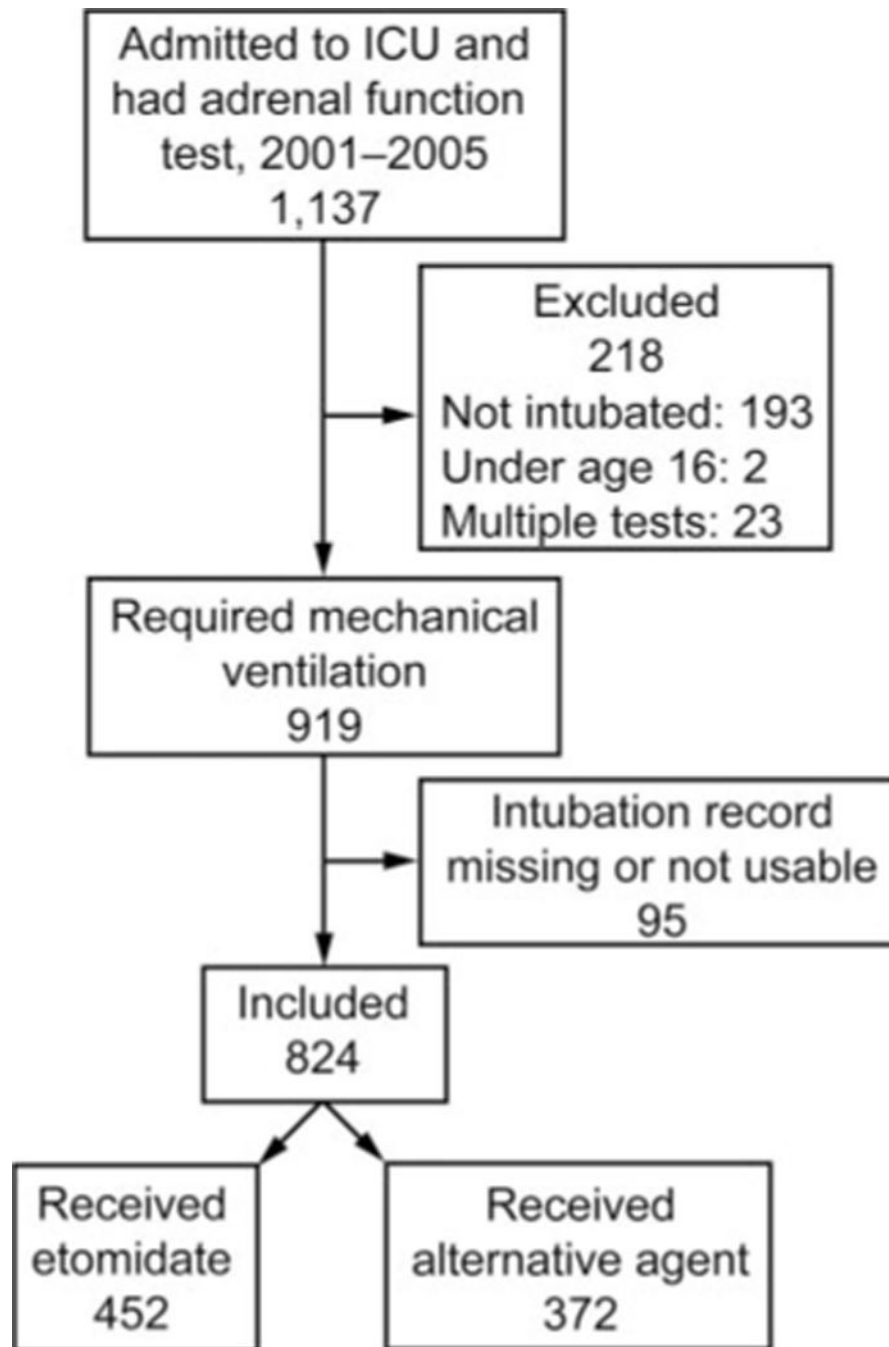 Admitted to ICU and
had adrenal function
test, 2001–2005
1,137
Excluded
218
Not intubated: 193
Under age 16: 2
Multiple tests: 23
Required mechanical
ventilation
919
Intubation record
missing or not usable
95
Included
824
Received
etomidate
452
Received
alternative agent
372